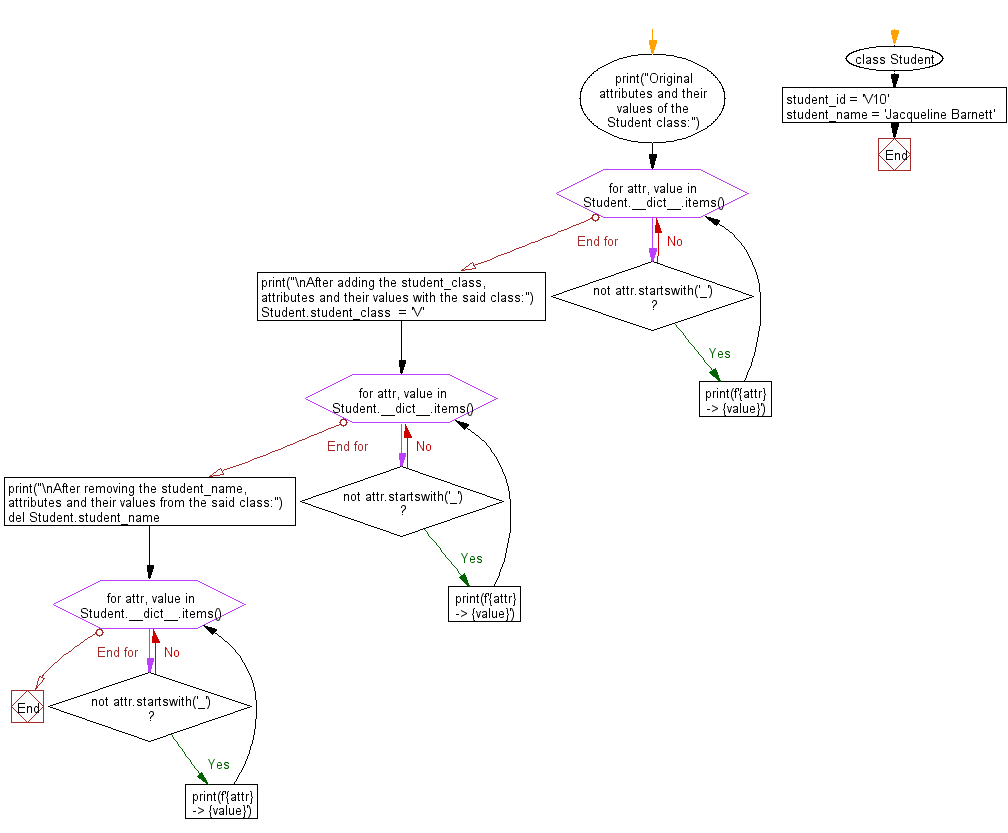 print("Original
attributes and their
values of the
Student class:")
for attr, value in
Student.__dict__.items()
End for
No
not attr.startswith('_')
?
Yes
print(f'{attr}
-> {value}')
print("\nAfter adding the student_class,
attributes and their values with the said class:")
Student.student_class  = 'V'
for attr, value in
Student.__dict__.items()
End for
No
not attr.startswith('_')
?
Yes
print(f'{attr}
-> {value}')
print("\nAfter removing the student_name,
attributes and their values from the said class:")
del Student.student_name
for attr, value in
Student.__dict__.items()
End for
No
End
not attr.startswith('_')
?
Yes
print(f'{attr}
-> {value}')
class Student
student_id = 'V10'
student_name = 'Jacqueline Barnett'
End